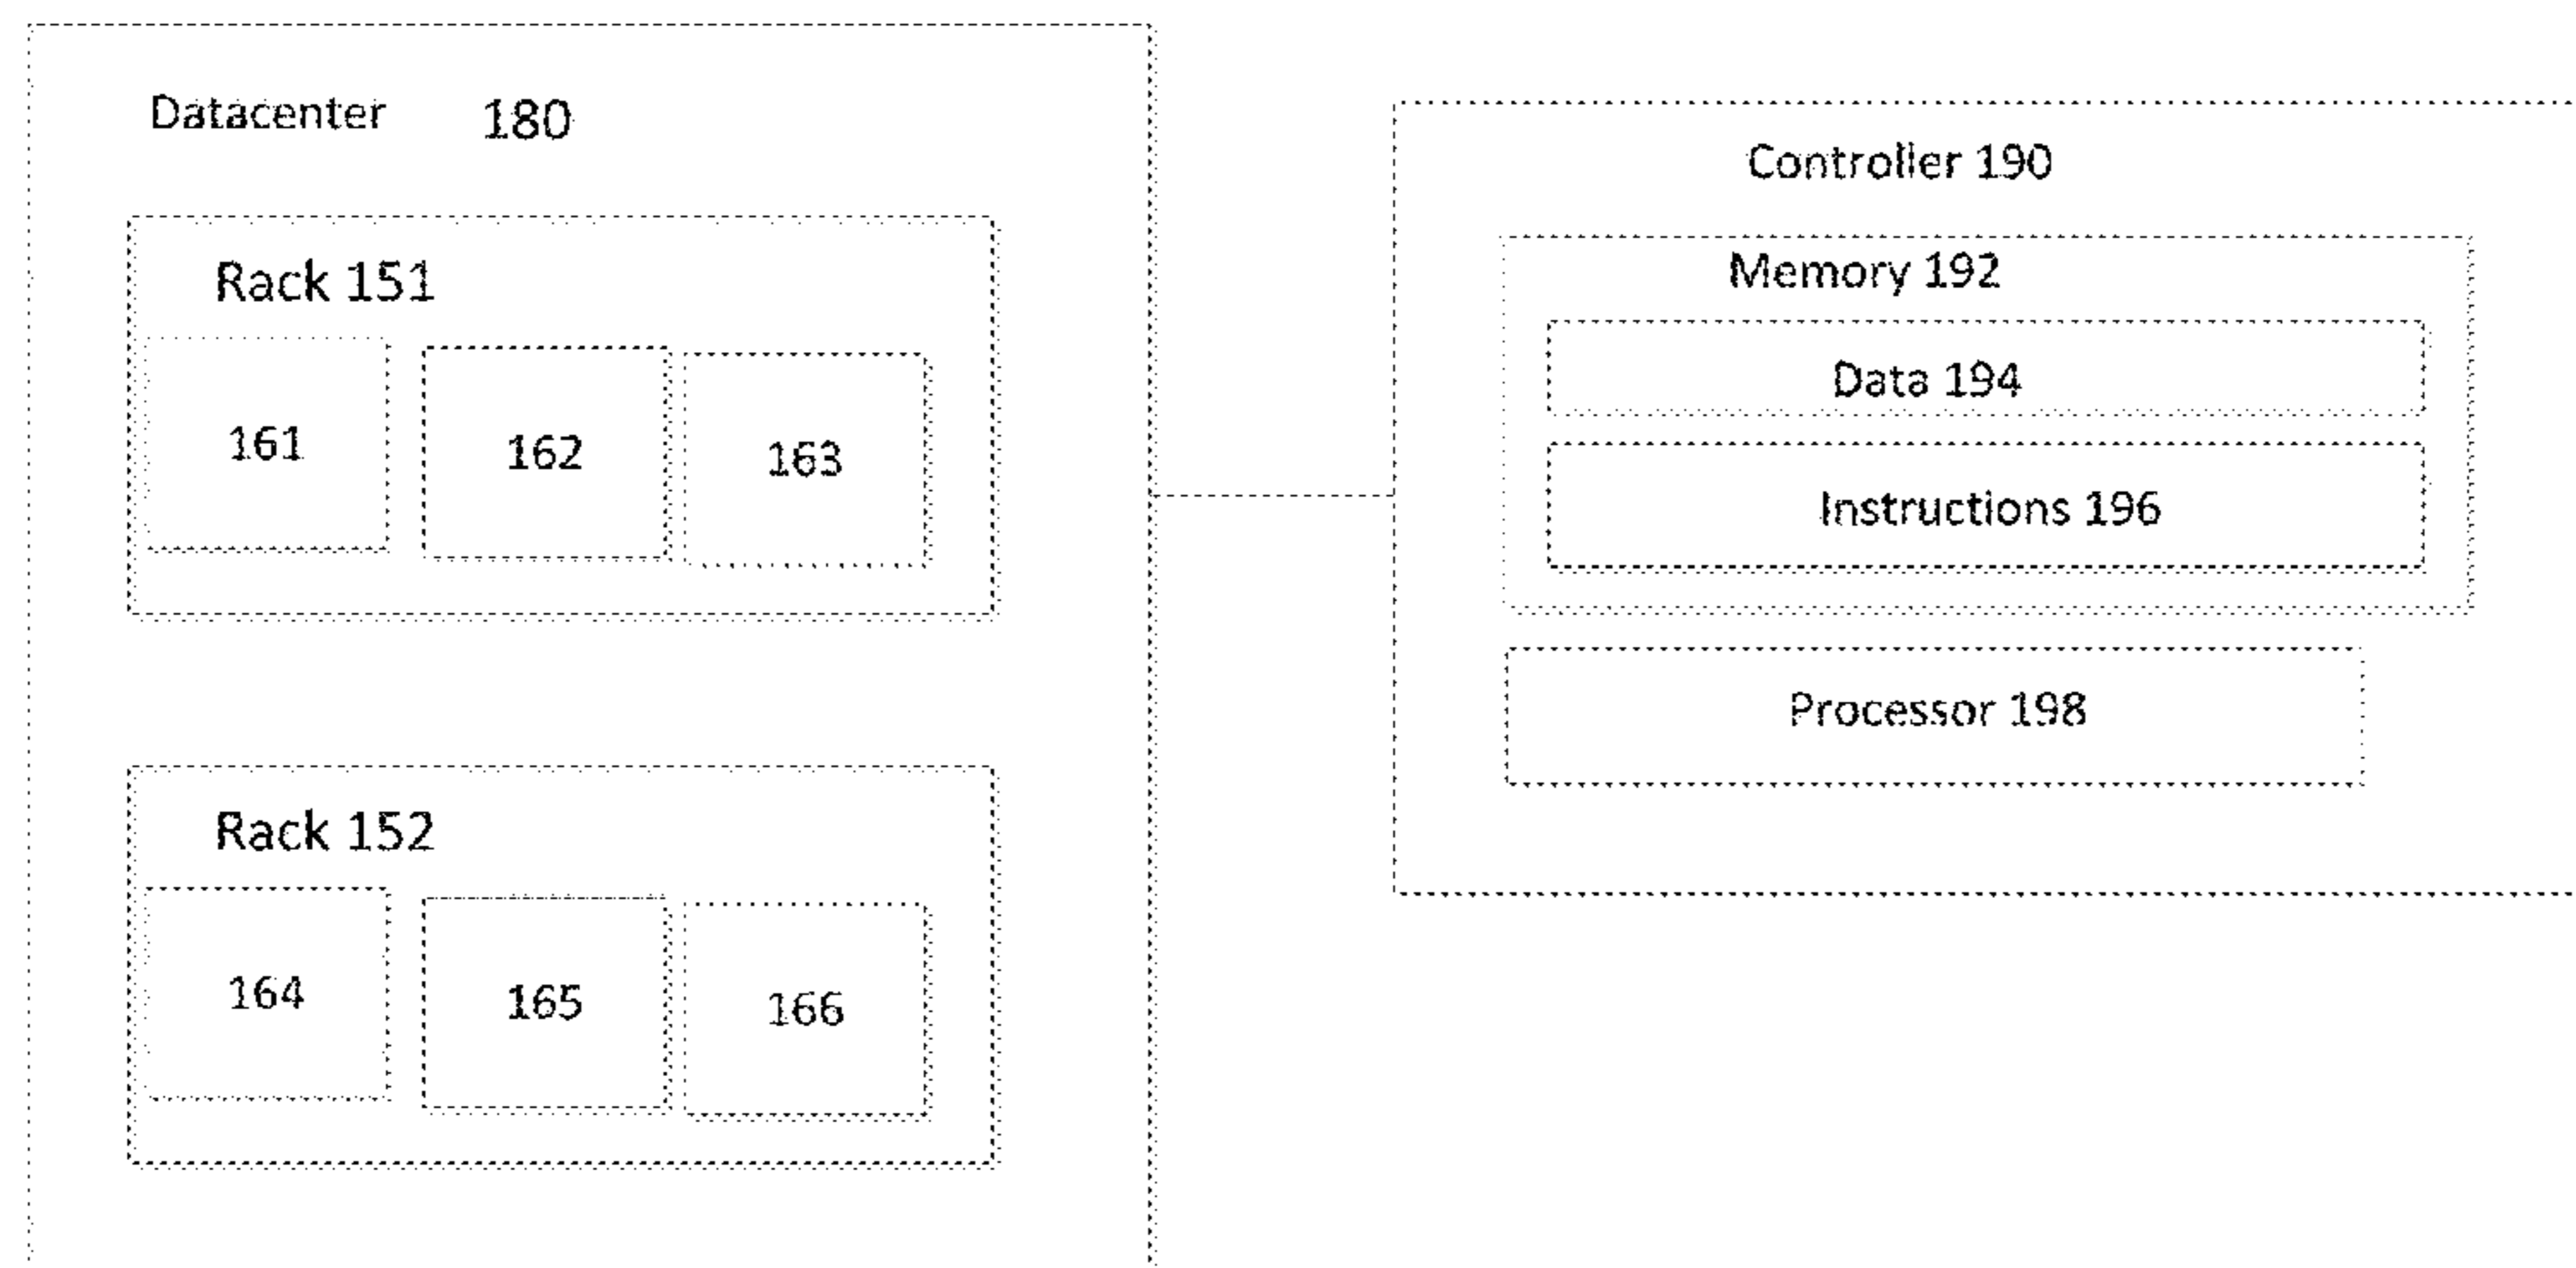 Datacenter 180
Rack 151
161 162 163
Rack 152
164 165 166
Controller 190
Memory 192
Data 194
Instructions 196
Processor 198